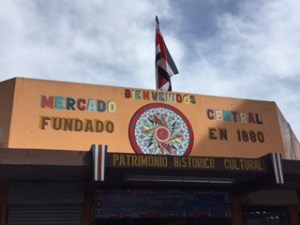 BIENVENIDOS
MERCADO CENTRAL
FUNDADO EN 1880
PATRIMONIO HISTORICO CULTURAL